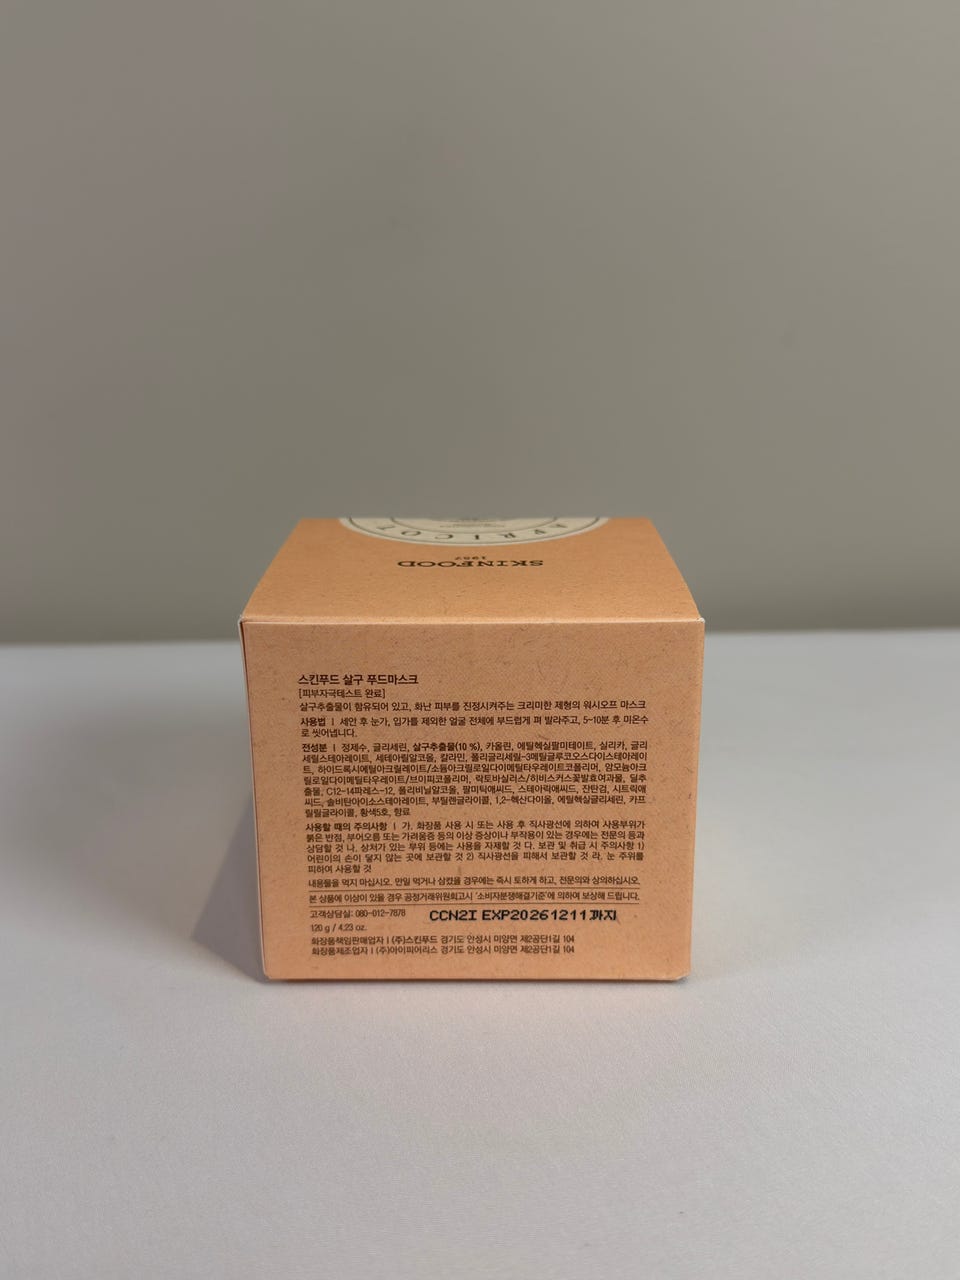 APRICOT
1957
SKINFOOD
스킨푸드 살구 푸드마스크
[피부자극테스트 완료]
살구추출물이 함유되어 있고, 화난 피부를 진정시켜주는 크리미한 제형의 워시오프 마스크
사용법 | 세안 후 눈가, 입가를 제외한 얼굴 전체에 부드럽게 펴 발라주고, 5~10분 후 미온수
로 씻어냅니다.
전성분 | 정제수, 글리세린, 살구추출물(10 %), 카올린, 에틸헥실팔미테이트, 실리카, 글리
세릴스테아레이트, 세테아릴알코올, 칼라민, 폴리글리세릴-3메틸글루코오스다이스테아레이
트, 하이드록시에틸아크릴레이트/소듐아크릴로일다이메틸타우레이트코폴리머, 암모늄아크
릴로일다이메틸타우레이트/브이피코폴리머, 락토바실러스/히비스커스꽃발효여과물, 딜추
출물, C12-14파레스-12, 폴리비닐알코올, 팔미틱애씨드, 스테아릭애씨드, 잔탄검, 시트릭애
씨드, 솔비탄아이소스테아레이트, 부틸렌글라이콜, 1,2-헥산다이올, 에틸헥실글리세린, 카프
릴릴글라이콜, 황색5호, 향료
사용할 때의 주의사항 | 가. 화장품 사용 시 또는 사용 후 직사광선에 의하여 사용부위가
붉은 반점, 부어오름 또는 가려움증 등의 이상 증상이나 부작용이 있는 경우에는 전문의 등과
상담할 것 나. 상처가 있는 부위 등에는 사용을 자제할 것 다. 보관 및 취급 시 주의사항 1)
어린이의 손이 닿지 않는 곳에 보관할 것 2) 직사광선을 피해서 보관할 것 라. 눈 주위를
피하여 사용할 것
내용물을 먹지 마십시오. 만일 먹거나 삼켰을 경우에는 즉시 토하게 하고, 전문의와 상의하십시오.
본 상품에 이상이 있을 경우 공정거래위원회고시 '소비자분쟁해결기준'에 의하여 보상해 드립니다.
고객상담실: 080-012-7878 CCN2I EXP20261211까지
120 g / 4.23 oz.
화장품책임판매업자 | (주)스킨푸드 경기도 안성시 미양면 제2공단1길 104
화장품제조업자 | (주)아이피어리스 경기도 안성시 미양면 제2공단1길 104